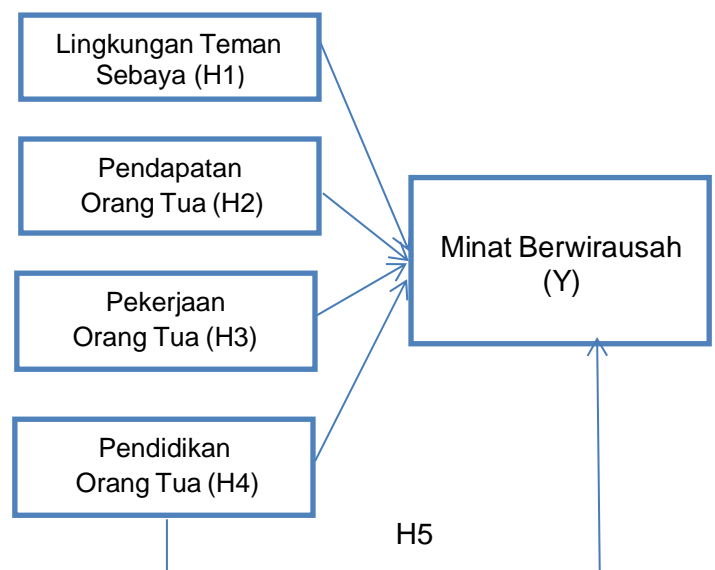 Lingkungan Teman
Sebaya (H1)
Pendapatan
Orang Tua (H2)
Minat Berwirausah
(Y)
Pekerjaan
Orang Tua (H3)
Pendidikan
Orang Tua (H4)
H5